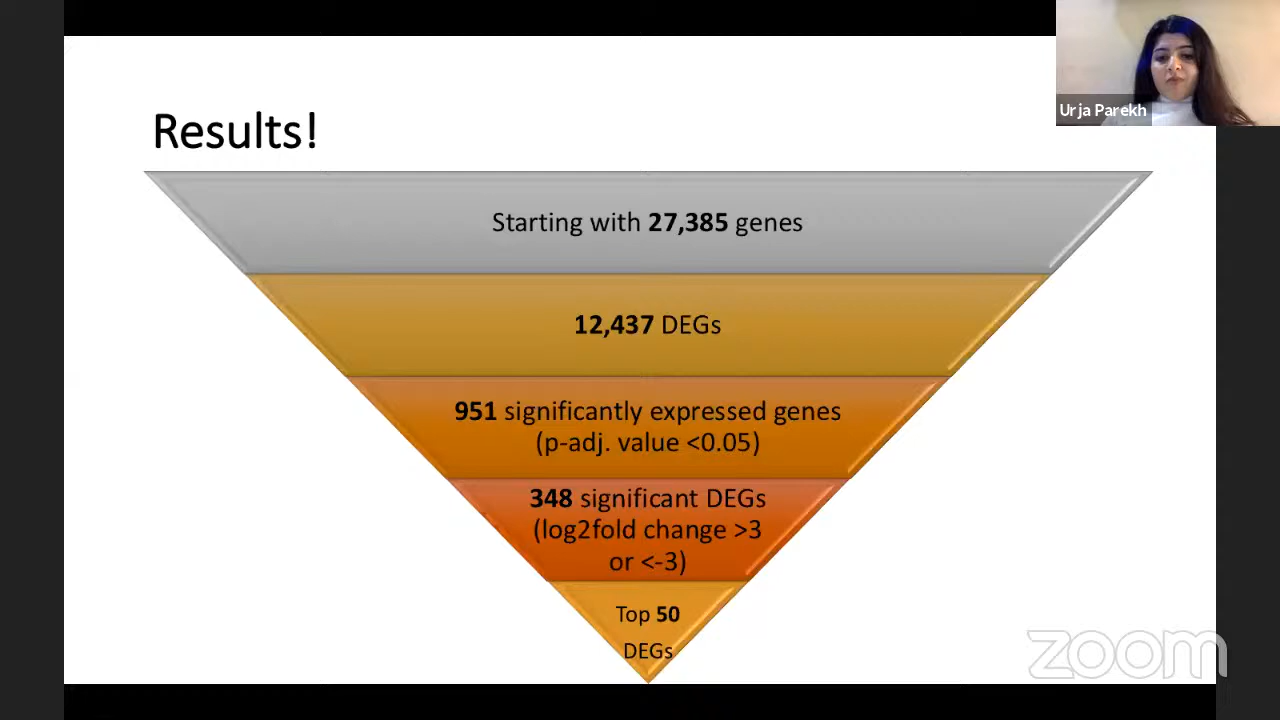 Urja Parekh
Results!
Starting with 27,385 genes
12,437 DEGs
951 significantly expressed genes
(p-adj. value <0.05)
348 significant DEGs
(log2fold change >3
or <-3)
Top 50
DEGs
zoom